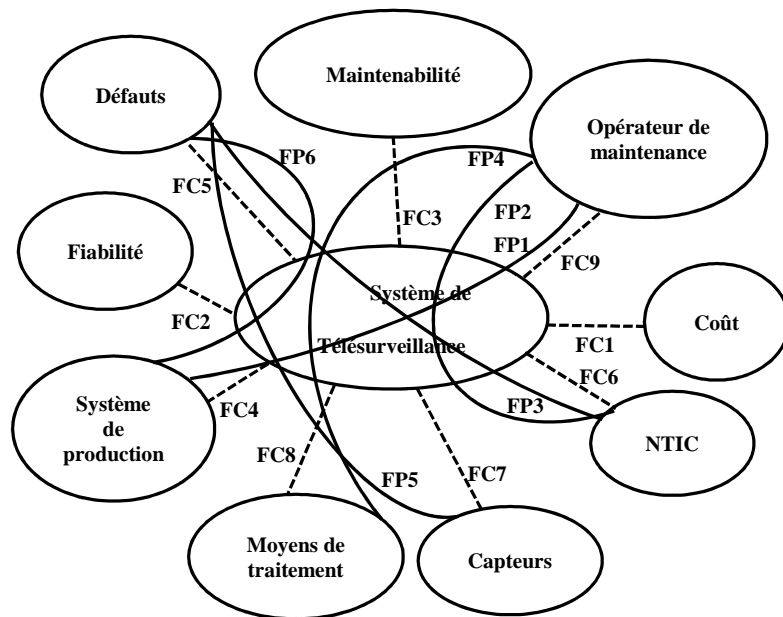 Maintenabilité
Défauts
Opérateur de
maintenance
FP6
FP4
FC5
FP2
FC3
FP1
Fiabilité
FC9
Système de
Télésurveillance
FC2
Coût
FC1
FC6
FP3
FC4
Système
de
production
FC8
FC7
FP5
NTIC
Moyens de
traitement
Capteurs